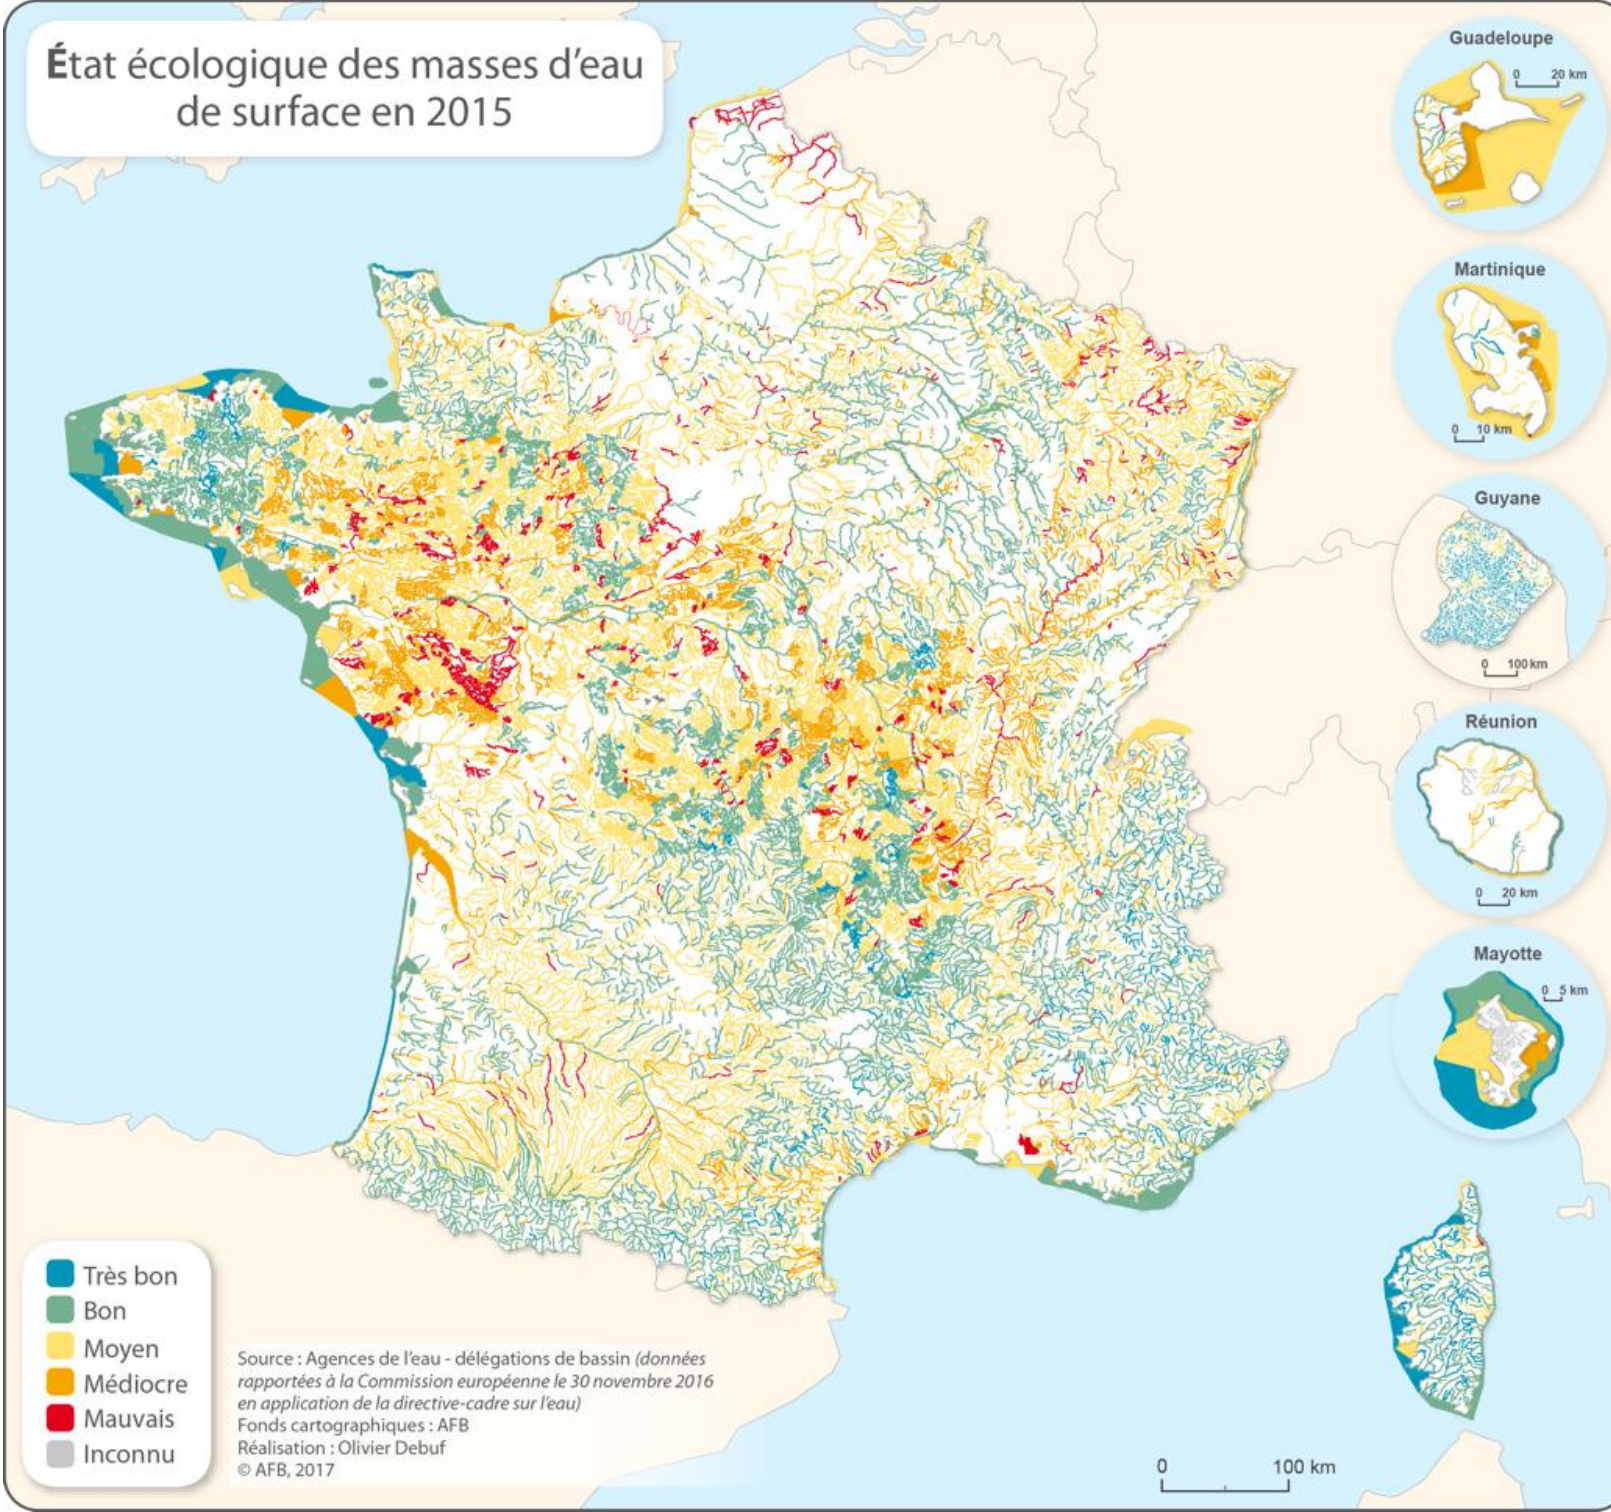 État écologique des masses d'eau
de surface en 2015
Guadeloupe
0 20 km
Martinique
0 10 km
Guyane
0 100 km
Réunion
0 20 km
Mayotte
0 5 km
Très bon
Bon
Moyen
Médiocre
Mauvais
Inconnu
Source : Agences de l'eau - délégations de bassin (données
rapportées à la Commission européenne le 30 novembre 2016
en application de la directive-cadre sur l'eau)
Fonds cartographiques : AFB
Réalisation : Olivier Debuf
© AFB, 2017
0 100 km